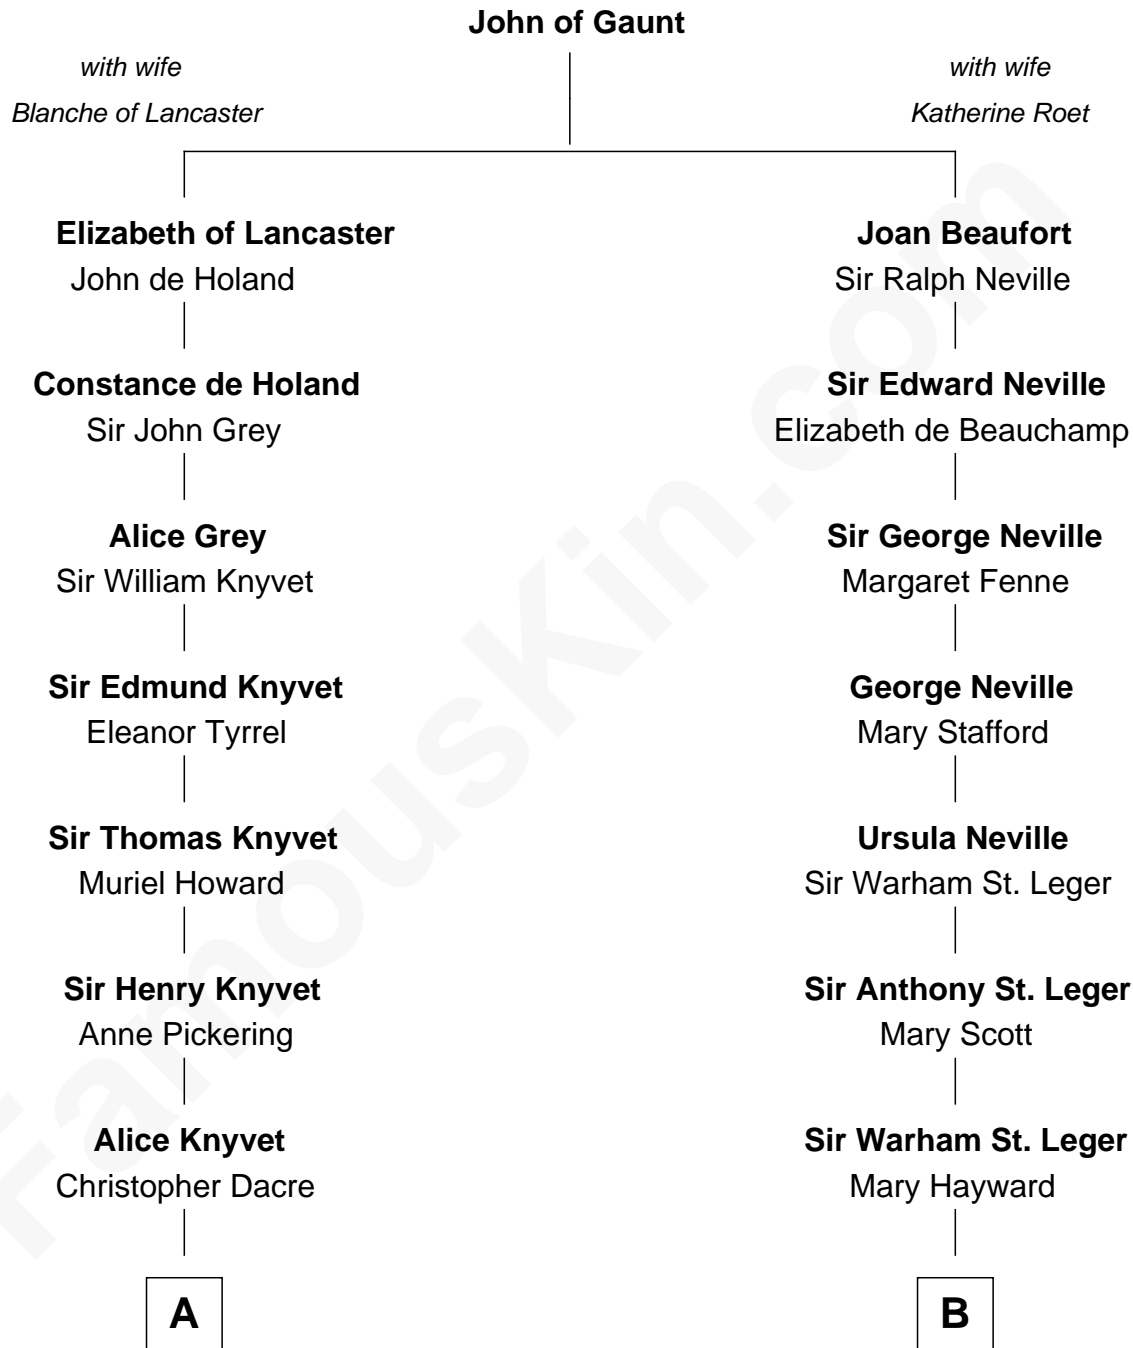 John of Gaunt
with wife
Blanche of Lancaster
with wife
Katherine Roet
Elizabeth of Lancaster
John de Holand
Joan Beaufort
Sir Ralph Neville
Constance de Holand
Sir John Grey
Sir Edward Neville
Elizabeth de Beauchamp
Alice Grey
Sir William Knyvet
Sir George Neville
Margaret Fenne
Sir Edmund Knyvet
Eleanor Tyrrel
George Neville
Mary Stafford
Sir Thomas Knyvet
Muriel Howard
Ursula Neville
Sir Warham St. Leger
Sir Henry Knyvet
Anne Pickering
Sir Anthony St. Leger
Mary Scott
Alice Knyvet
Christopher Dacre
Sir Warham St. Leger
Mary Hayward
A
B
FamousKin.com